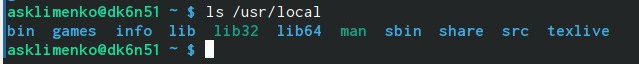 asklimenko@dk6n51 ~ $ ls /usr/local
bin games info lib lib32 lib64 man sbin share src texlive
asklimenko@dk6n51 ~ $